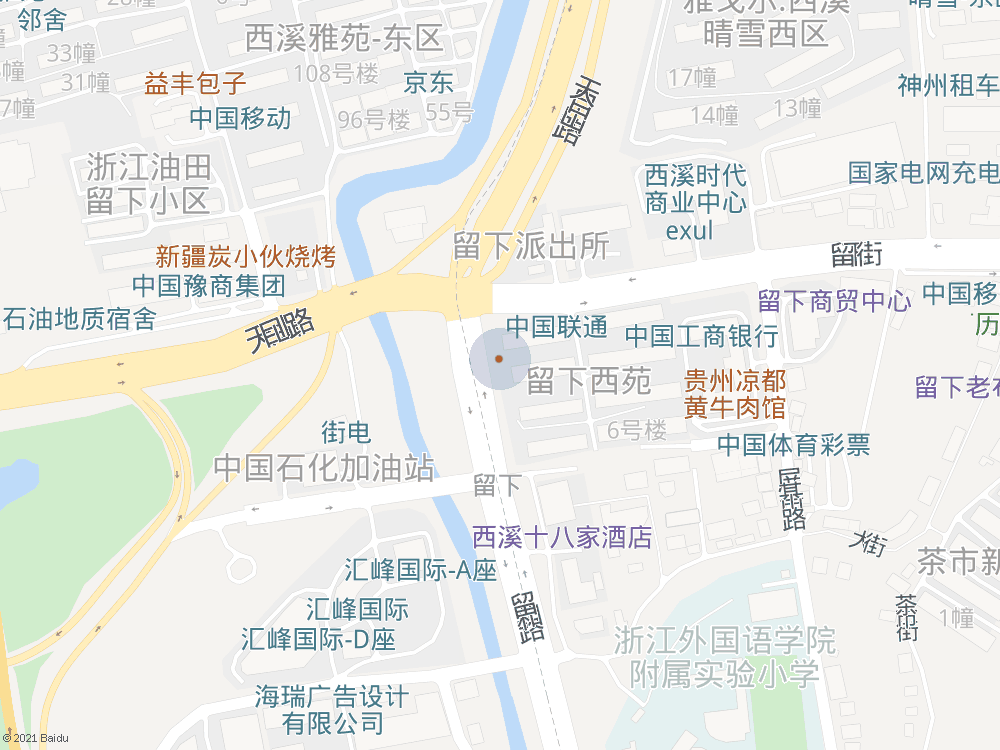 邻舍
33幢
31幢
7幢
益丰包子
中国移动
西溪雅苑-东区
108号楼
京东
55号
96号楼
天目山路
晴雪西区
17幢
14幢
13幢
神州租车
浙江油田
留下小区
新疆炭小伙烧烤
中国豫商集团
石油地质宿舍
天目山路
留下派出所
西溪时代
商业中心
exul
国家电网充电
留下街
留下商贸中心
中国移
历
中国联通
中国工商银行
留下西苑
贵州凉都
黄牛肉馆
留下老
6号楼
中国体育彩票
街电
中国石化加油站
留下
西溪十八家酒店
屏基路
大街
茶市新
茶市街
1幢
汇峰国际-A座
汇峰国际
汇峰国际-D座
留和路
浙江外国语学院
附属实验小学
海瑞广告设计
有限公司
© 2021 Baidu